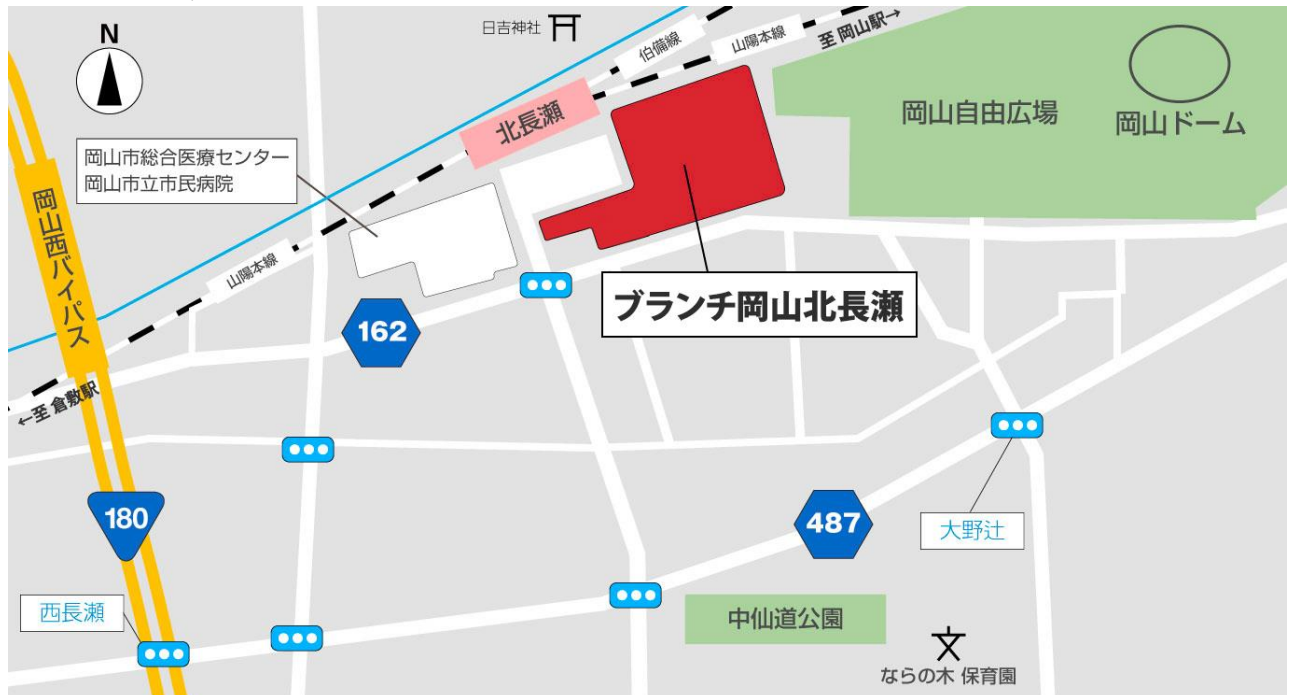 N
日吉神社
伯備線
山陽本線
至 岡山駅→
北長瀬
岡山自由広場
岡山ドーム
岡山市総合医療センター
岡山市立市民病院
岡山西バイパス
山陽本線
ブランチ岡山北長瀬
162
←至 倉敷駅
180
487
大野辻
西長瀬
中仙道公園
文
ならの木 保育園